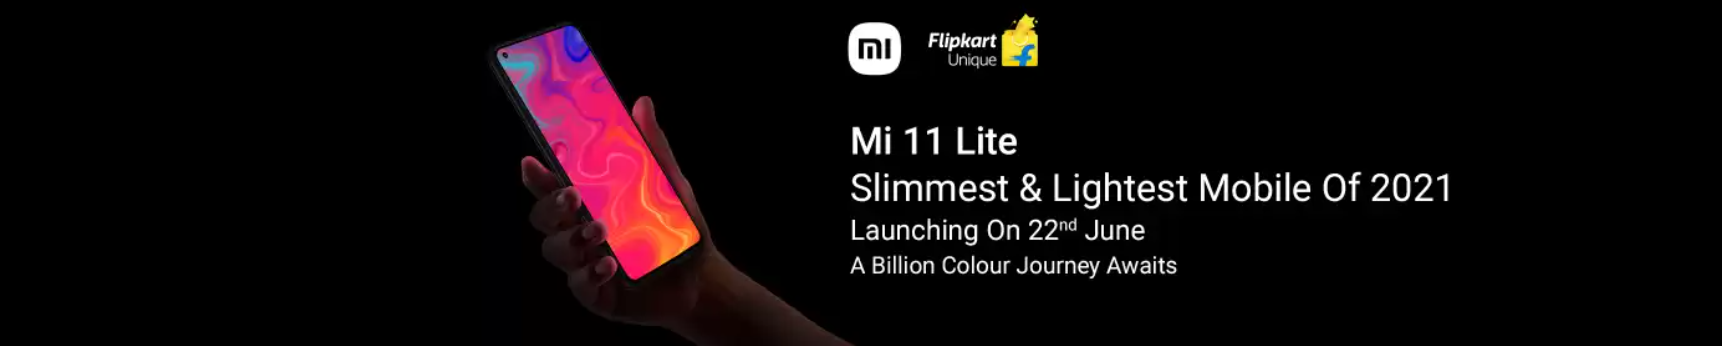 mi
Flipkart
Unique
f
Mi 11 Lite
Slimmest & Lightest Mobile Of 2021
Launching On 22nd June
A Billion Colour Journey Awaits